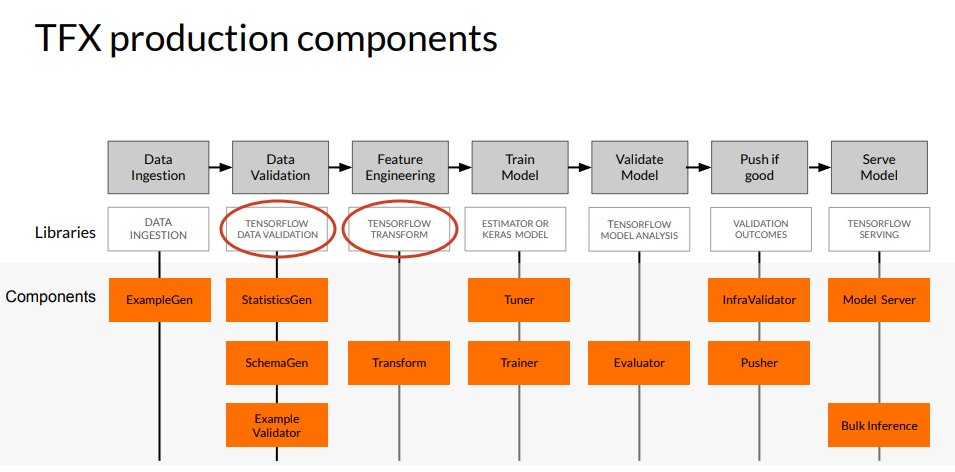 TFX production components
Data
Ingestion
Data
Validation
Feature
Engineering
Train
Model
Validate
Model
Push if
good
Serve
Model
Libraries
DATA
INGESTION
TENSORFLOW
DATA VALIDATION
TENSORFLOW
TRANSFORM
ESTIMATOR OR
KERAS MODEL
TENSORFLOW
MODEL ANALYSIS
VALIDATION
OUTCOMES
TENSORFLOW
SERVING
Components
ExampleGen
StatisticsGen
Tuner
InfraValidator
Model Server
SchemaGen
Transform
Trainer
Evaluator
Pusher
Example
Validator
Bulk Inference